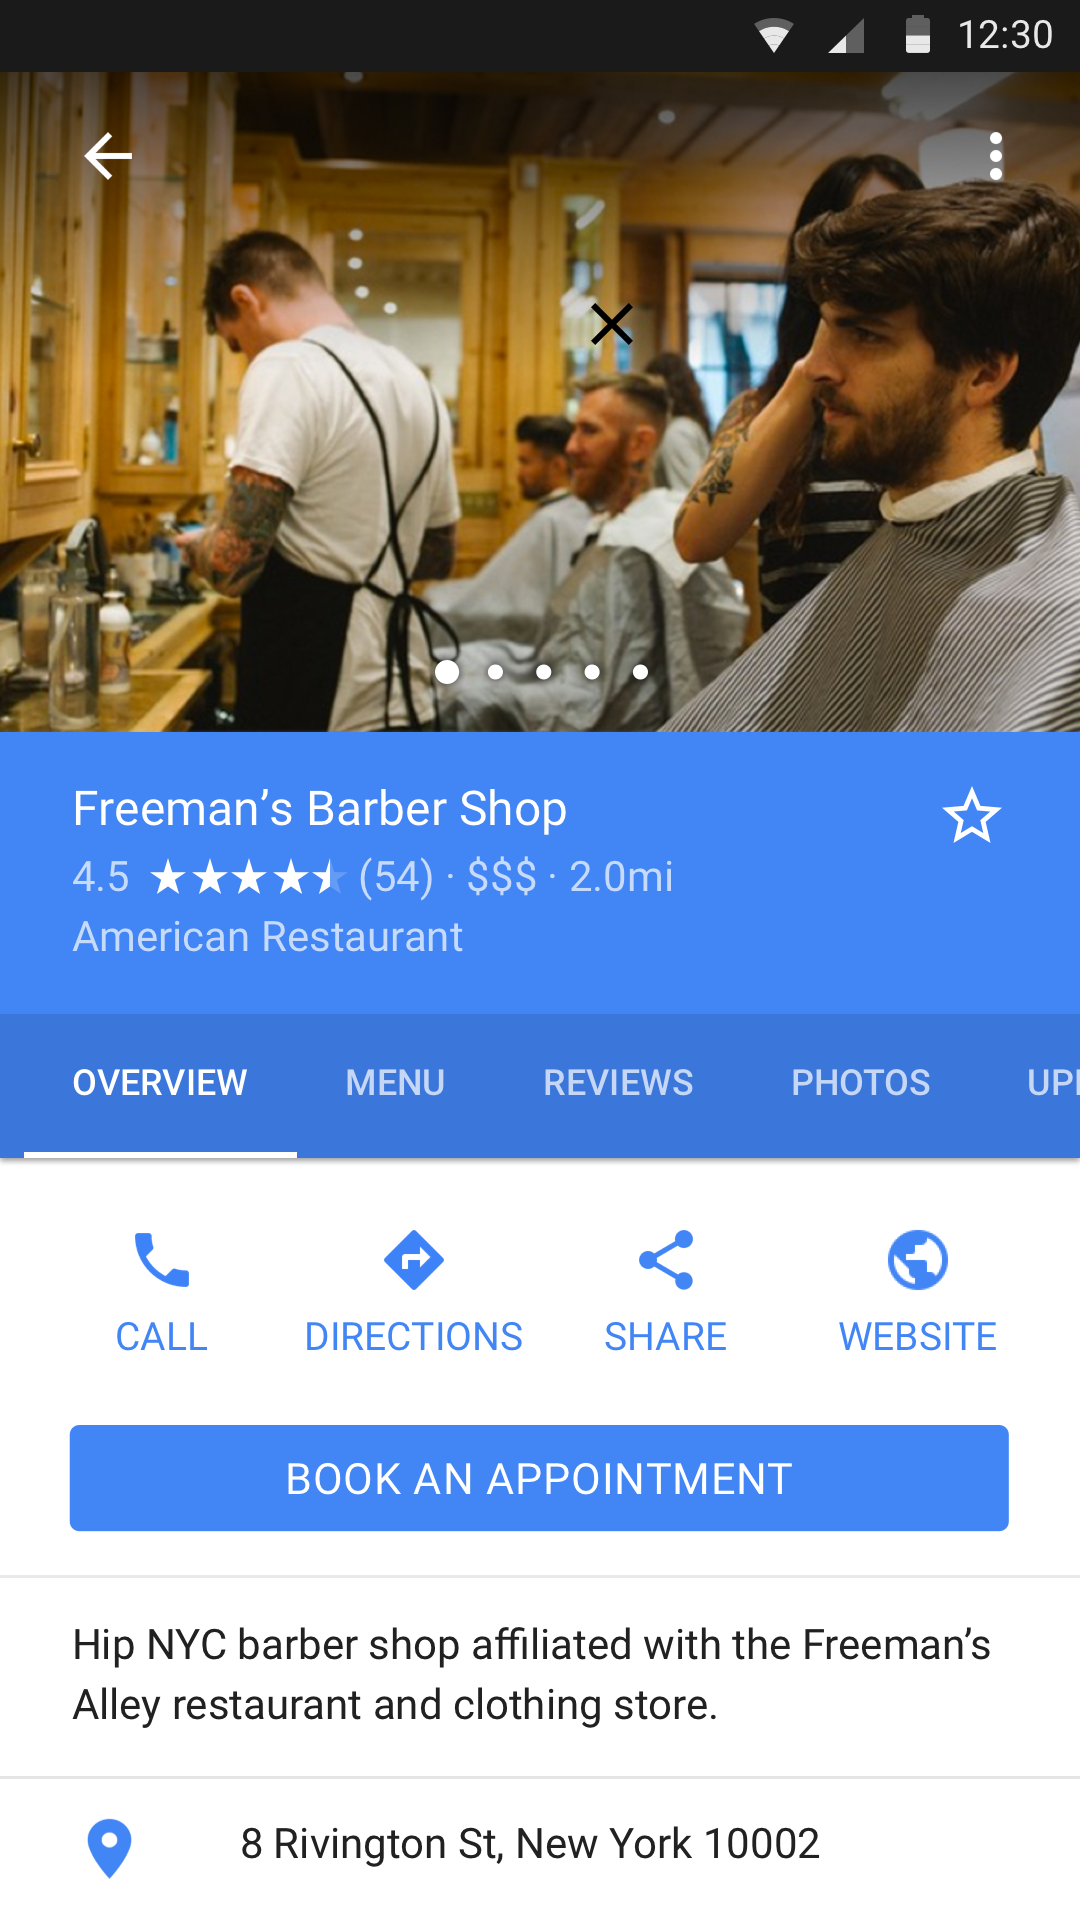 12:30
Freeman’s Barber Shop
4.5 (54) · $$$ · 2.0mi
American Restaurant
OVERVIEW MENU REVIEWS PHOTOS
CALL DIRECTIONS SHARE WEBSITE
BOOK AN APPOINTMENT
Hip NYC barber shop affiliated with the Freeman’s
Alley restaurant and clothing store.
8 Rivington St, New York 10002